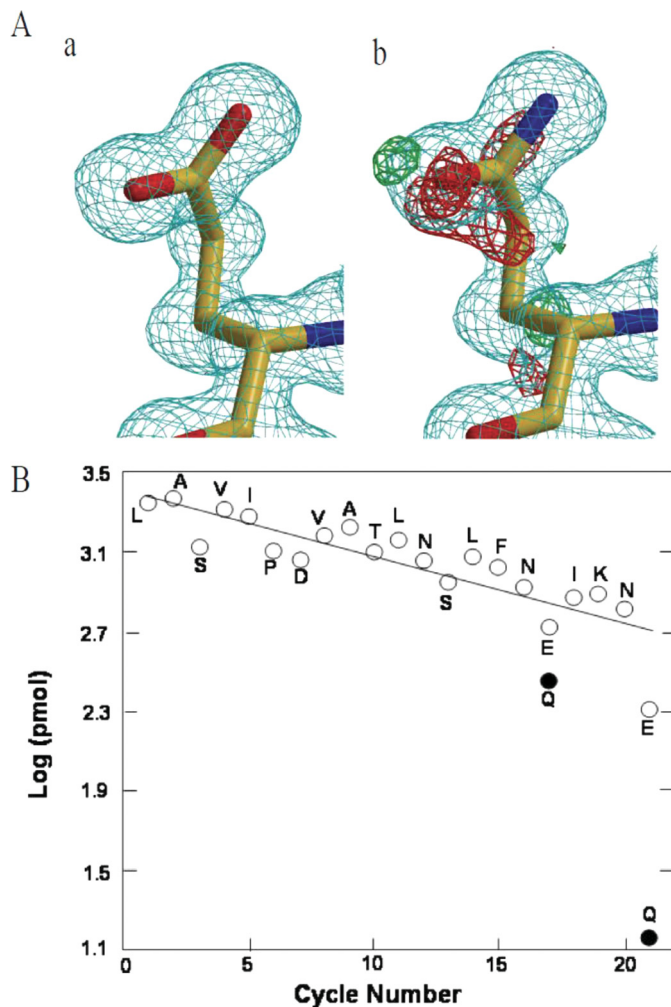 A
a b
B
3.5
3.1
2.7
2.3
1.9
1.5
1.1
Log (pmol)
L A S V I P D V A T L N S L F N E Q I K N E Q
0 5 10 15 20
Cycle Number